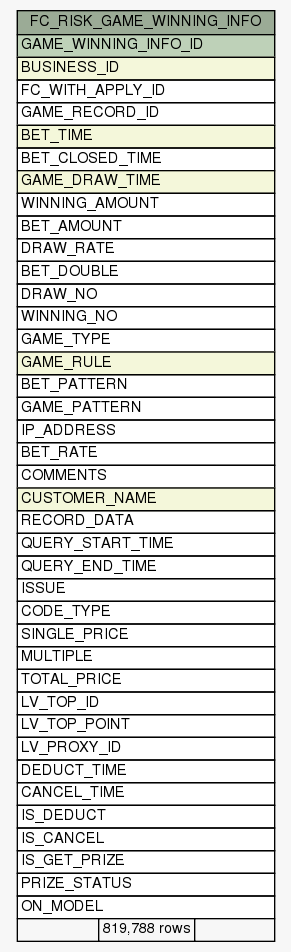 FC_RISK_GAME_WINNING_INFO
GAME_WINNING_INFO_ID
BUSINESS_ID
FC_WITH_APPLY_ID
GAME_RECORD_ID
BET_TIME
BET_CLOSED_TIME
GAME_DRAW_TIME
WINNING_AMOUNT
BET_AMOUNT
DRAW_RATE
BET_DOUBLE
DRAW_NO
WINNING_NO
GAME_TYPE
GAME_RULE
BET_PATTERN
GAME_PATTERN
IP_ADDRESS
BET_RATE
COMMENTS
CUSTOMER_NAME
RECORD_DATA
QUERY_START_TIME
QUERY_END_TIME
ISSUE
CODE_TYPE
SINGLE_PRICE
MULTIPLE
TOTAL_PRICE
LV_TOP_ID
LV_TOP_POINT
LV_PROXY_ID
DEDUCT_TIME
CANCEL_TIME
IS_DEDUCT
IS_CANCEL
IS_GET_PRIZE
PRIZE_STATUS
ON_MODEL
819,788 rows